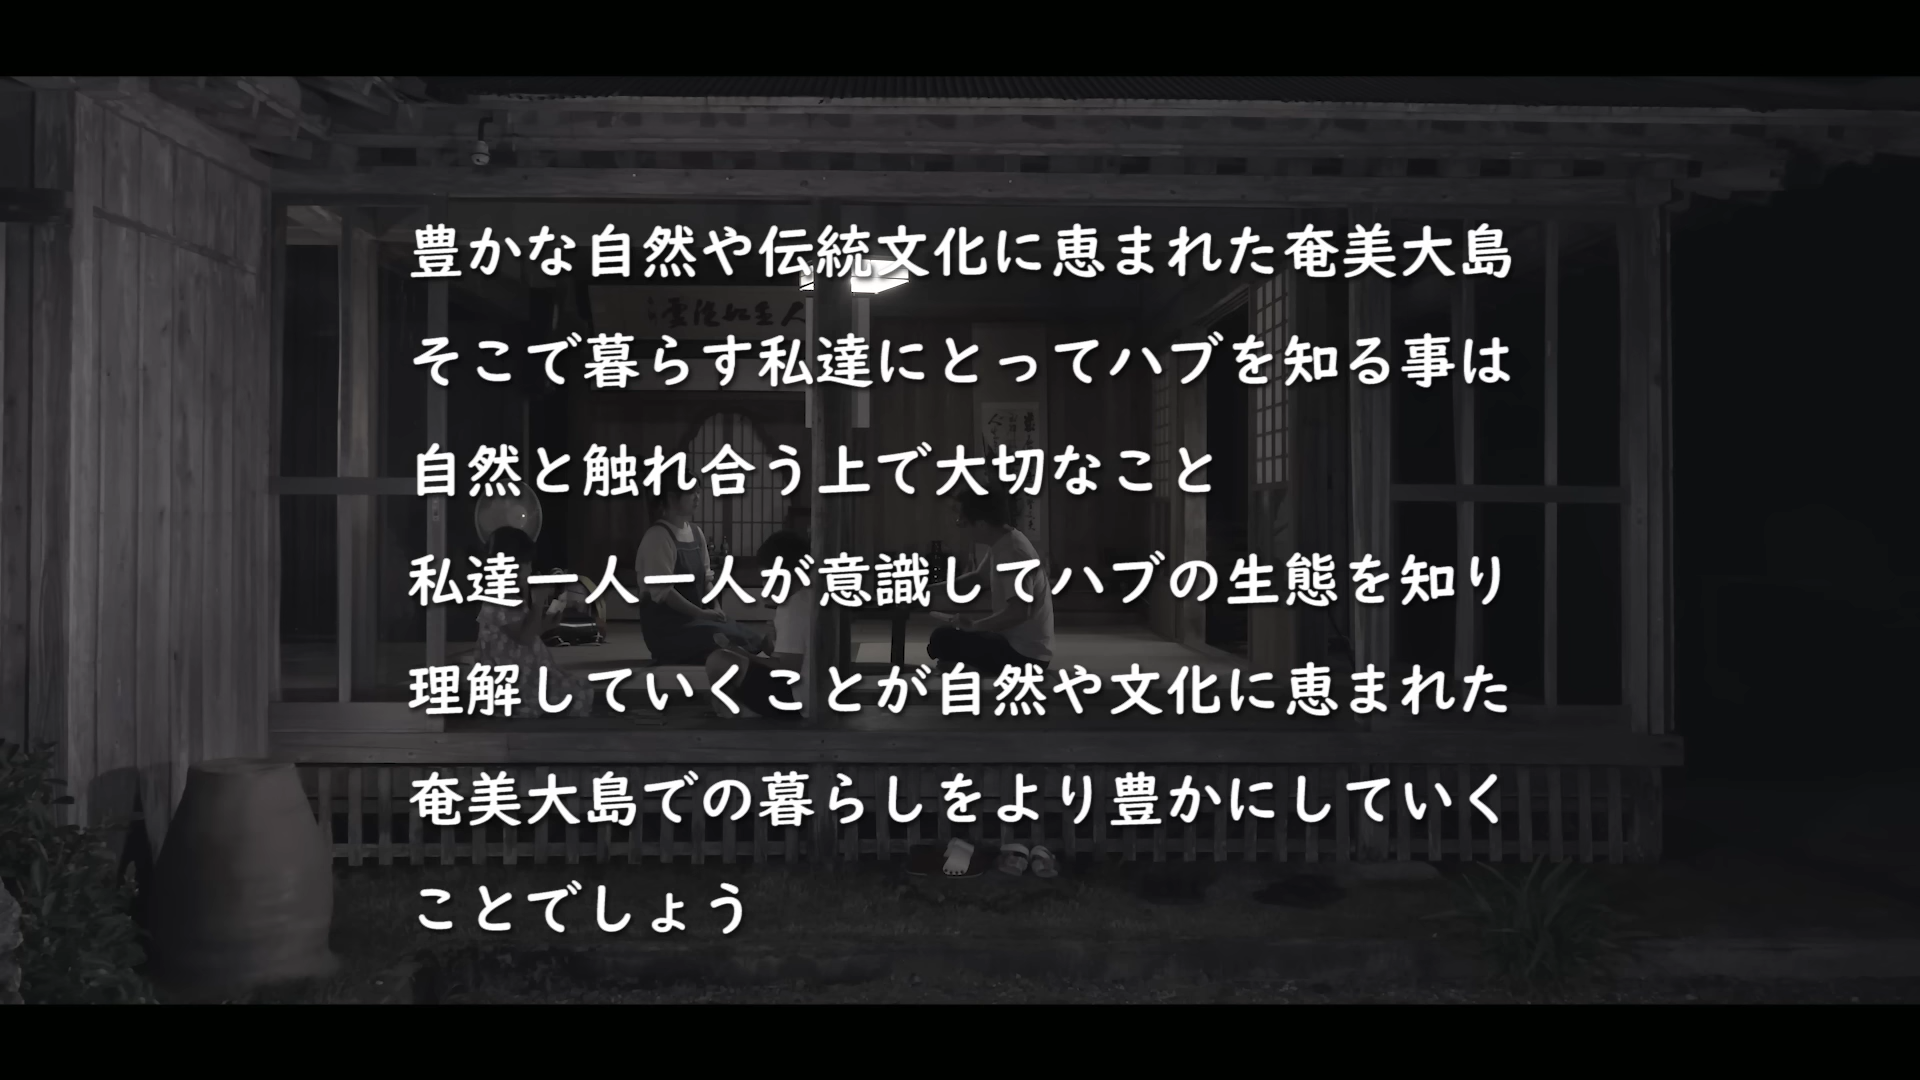 豊かな自然や伝統文化に恵まれた奄美大島
そこで暮らす私達にとってハブを知る事は
自然と触れ合う上で大切なこと
私達一人一人が意識してハブの生態を知り
理解していくことが自然や文化に恵まれた
奄美大島での暮らしをより豊かにしていく
ことでしょう